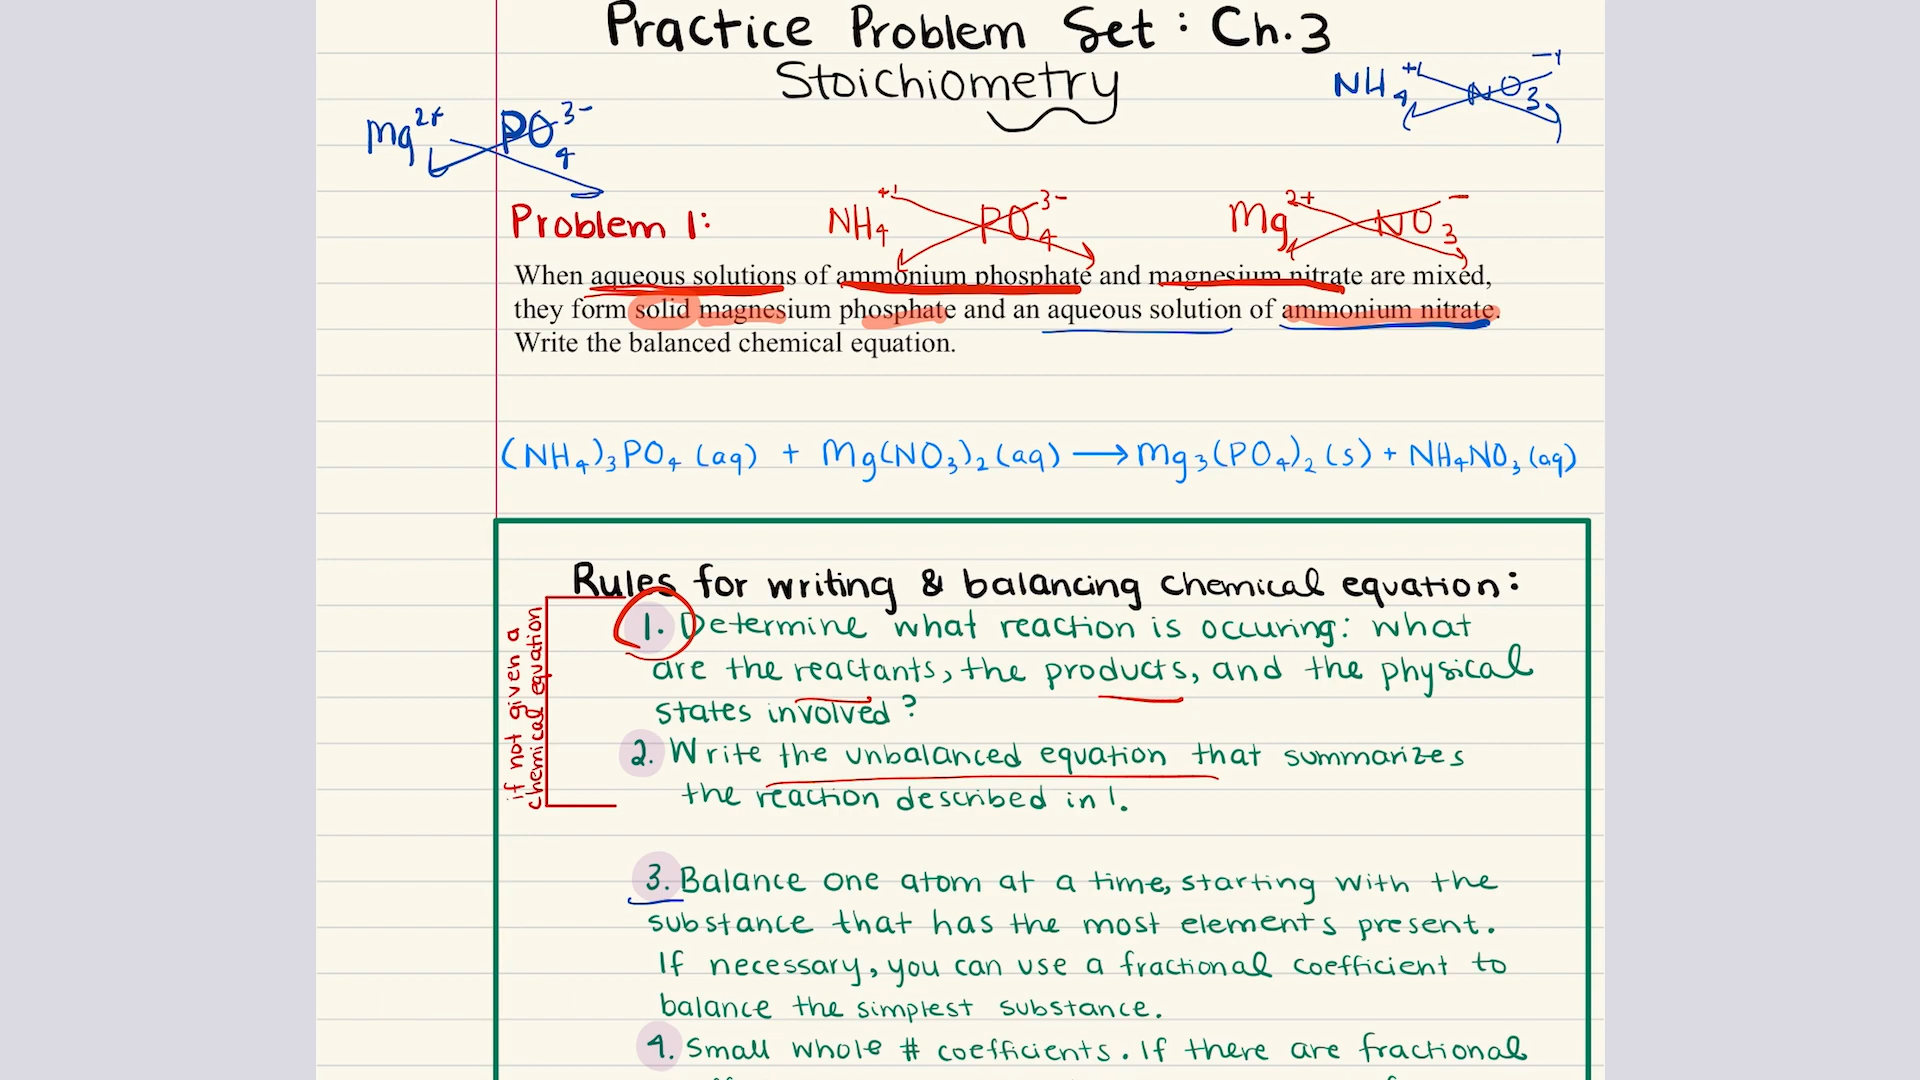 Practice Problem Set : Ch.3
Stoichiometry
NH₄⁺¹ NO₃⁻¹
Mg²⁺ PO₄³⁻
Problem 1:
NH₄⁺¹ PO₄³⁻
Mg²⁺ NO₃⁻
When aqueous solutions of ammonium phosphate and magnesium nitrate are mixed,
they form solid magnesium phosphate and an aqueous solution of ammonium nitrate.
Write the balanced chemical equation.
(NH₄)₃PO₄ (aq) + Mg(NO₃)₂ (aq) → Mg₃(PO₄)₂ (s) + NH₄NO₃ (aq)
Rules for writing & balancing chemical equation:
if not given a
chemical equation
1. Determine what reaction is occuring: what
are the reactants, the products, and the physical
states involved?
2. Write the unbalanced equation that summarizes
the reaction described in 1.
3. Balance one atom at a time, starting with the
substance that has the most elements present.
If necessary, you can use a fractional coefficient to
balance the simplest substance.
4. Small whole # coefficients. If there are fractional